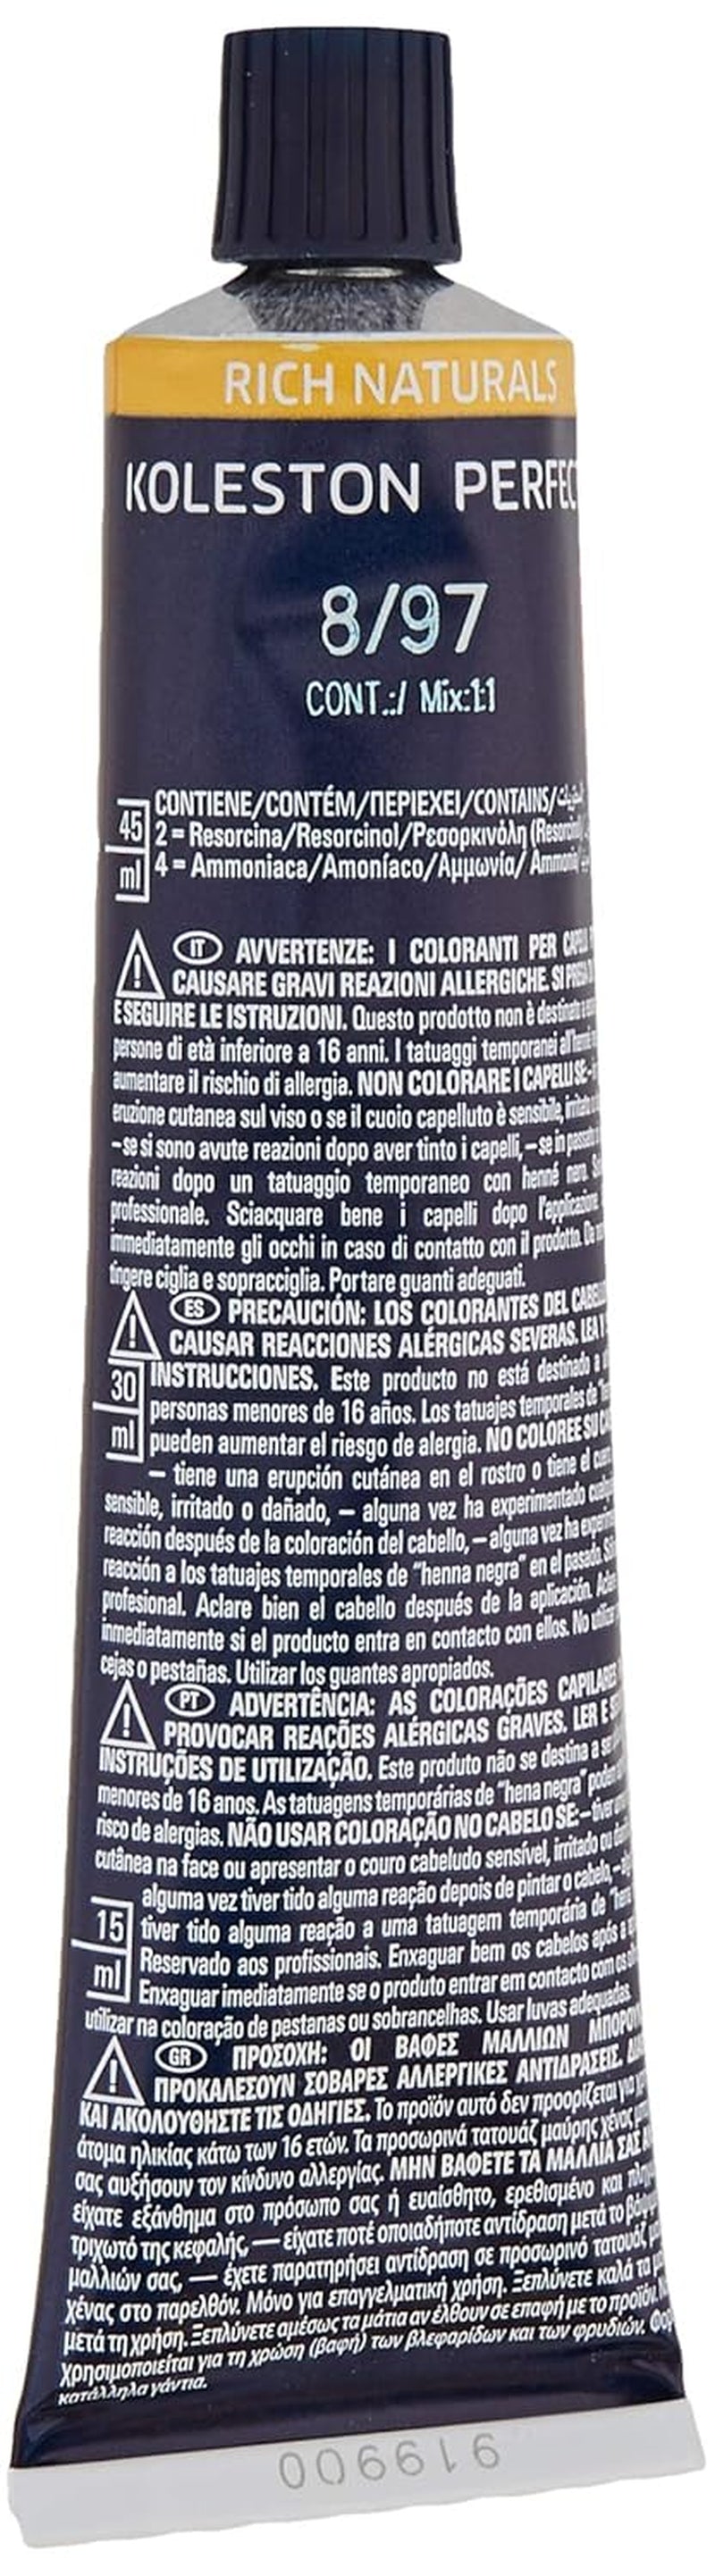 RICH NATURALS
KOLESTON PERFECT
8/97
CONT.:/ Mix:1:1
45
ml
CONTIENE/CONTÉM/ΠΕΡΙΕΧΕΙ/CONTAINS/
2 = Resorcina/Resorcinol/Ρεσορκινόλη (Resorcinol)
4 = Ammoniaca/Amoníaco/Αμμωνία/ Ammonia
IT AVVERTENZE: I COLORANTI PER CAPELLI
CAUSARE GRAVI REAZIONI ALLERGICHE. SI PREGA
E SEGUIRE LE ISTRUZIONI. Questo prodotto non è destinato
persone di età inferiore a 16 anni. I tatuaggi temporanei all'henné
aumentare il rischio di allergia. NON COLORARE I CAPELLI SE:–
eruzione cutanea sul viso o se il cuoio capelluto è sensibile, irritato
–se si sono avute reazioni dopo aver tinto i capelli, –se in passato
reazioni dopo un tatuaggio temporaneo con henné nero.
professionale. Sciacquare bene i capelli dopo l'applicazione.
immediatamente gli occhi in caso di contatto con il prodotto. Da
tingere ciglia e sopracciglia. Portare guanti adeguati.
ES PRECAUCIÓN: LOS COLORANTES DEL CABELLO
CAUSAR REACCIONES ALÉRGICAS SEVERAS. LEA Y
30
ml
INSTRUCCIONES. Este producto no está destinado a
personas menores de 16 años. Los tatuajes temporales de
pueden aumentar el riesgo de alergia. NO COLOREE SU
– tiene una erupción cutánea en el rostro o tiene el
sensible, irritado o dañado, – alguna vez ha experimentado
reacción después de la coloración del cabello, – alguna vez ha
reacción a los tatuajes temporales de "henna negra" en el pasado.
profesional. Aclare bien el cabello después de la aplicación.
inmediatamente si el producto entra en contacto con ellos. No utilizar
cejas o pestañas. Utilizar los guantes apropiados.
PT ADVERTÊNCIA: AS COLORAÇÕES CAPILARES
PROVOCAR REAÇÕES ALÉRGICAS GRAVES. LER E
INSTRUÇÕES DE UTILIZAÇÃO. Este produto não se destina a
menores de 16 anos. As tatuagens temporárias de "hena negra" podem
risco de alergias. NÃO USAR COLORAÇÃO NO CABELO SE:–tiver
cutânea na face ou apresentar o couro cabeludo sensível, irritado ou
alguma vez tiver tido alguma reação depois de pintar o cabelo,
15
ml
tiver tido alguma reação a uma tatuagem temporária de
Reservado aos profissionais. Enxaguar bem os cabelos após a
Enxaguar imediatamente se o produto entrar em contacto com os
utilizar na coloração de pestanas ou sobrancelhas. Usar luvas adequadas.
GR ΠΡΟΣΟΧΗ: ΟΙ ΒΑΦΕΣ ΜΑΛΛΙΩΝ ΜΠΟΡΟΥΝ
ΠΡΟΚΑΛΕΣΟΥΝ ΣΟΒΑΡΕΣ ΑΛΛΕΡΓΙΚΕΣ ΑΝΤΙΔΡΑΣΕΙΣ.
ΚΑΙ ΑΚΟΛΟΥΘΗΣΤΕ ΤΙΣ ΟΔΗΓΙΕΣ. Το προϊόν αυτό δεν προορίζεται για
άτομα ηλικίας κάτω των 16 ετών. Τα προσωρινά τατουάζ μαύρης χένας
σας αυξήσουν τον κίνδυνο αλλεργίας. ΜΗΝ ΒΑΦΕΤΕ ΤΑ ΜΑΛΛΙΑ ΣΑΣ
είχατε εξάνθημα στο πρόσωπο σας ή ευαίσθητο, ερεθισμένο και
τριχωτό της κεφαλής, — είχατε ποτέ οποιαδήποτε αντίδραση μετά το
μαλλιών σας, — έχετε παρατηρήσει αντίδραση σε προσωρινό τατουάζ
χένας στο παρελθόν. Μόνο για επαγγελματική χρήση. Ξεπλύνετε καλά τα
μετά τη χρήση. Ξεπλύνετε αμέσως τα μάτια αν έλθουν σε επαφή με το προϊόν.
Χρησιμοποιείται για τη χρώση (βαφή) των βλεφαρίδων και των φρυδιών.
κατάλληλα γάντια.
919900